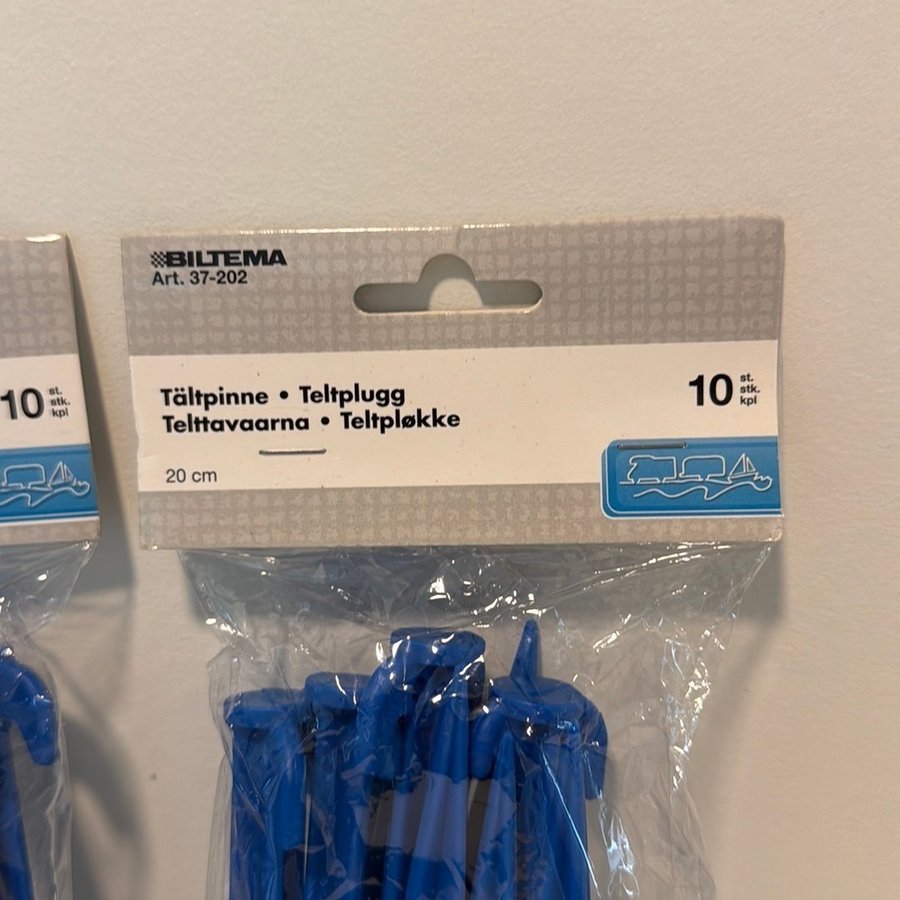 BILTEMA
Art. 37-202
Tältpinne • Teltplugg
Telttavaarna • Teltpløkke
20 cm
10 st.
stk.
kpl
10 st.
stk.
kpl